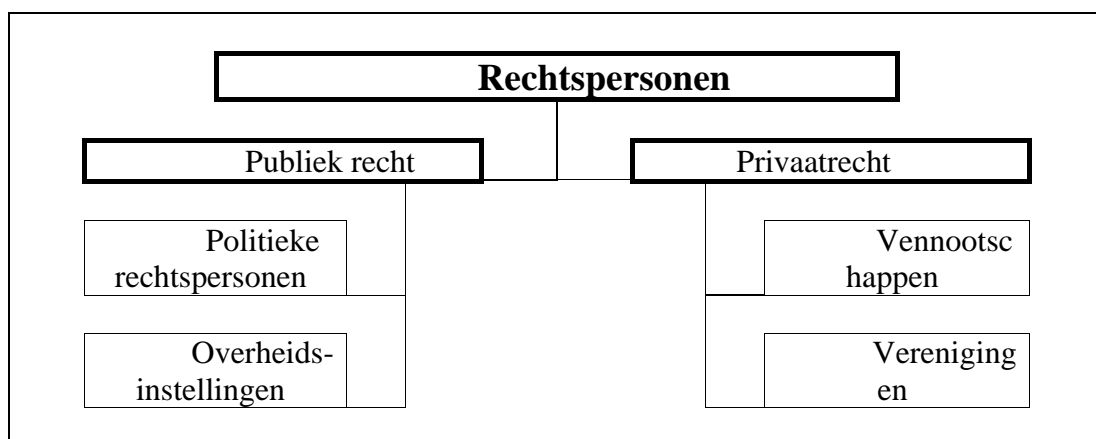 Rechtspersonen
Publiek recht
Privaatrecht
Politieke
rechtspersonen
Vennootsc
happen
Overheids-
instellingen
Vereniging
en